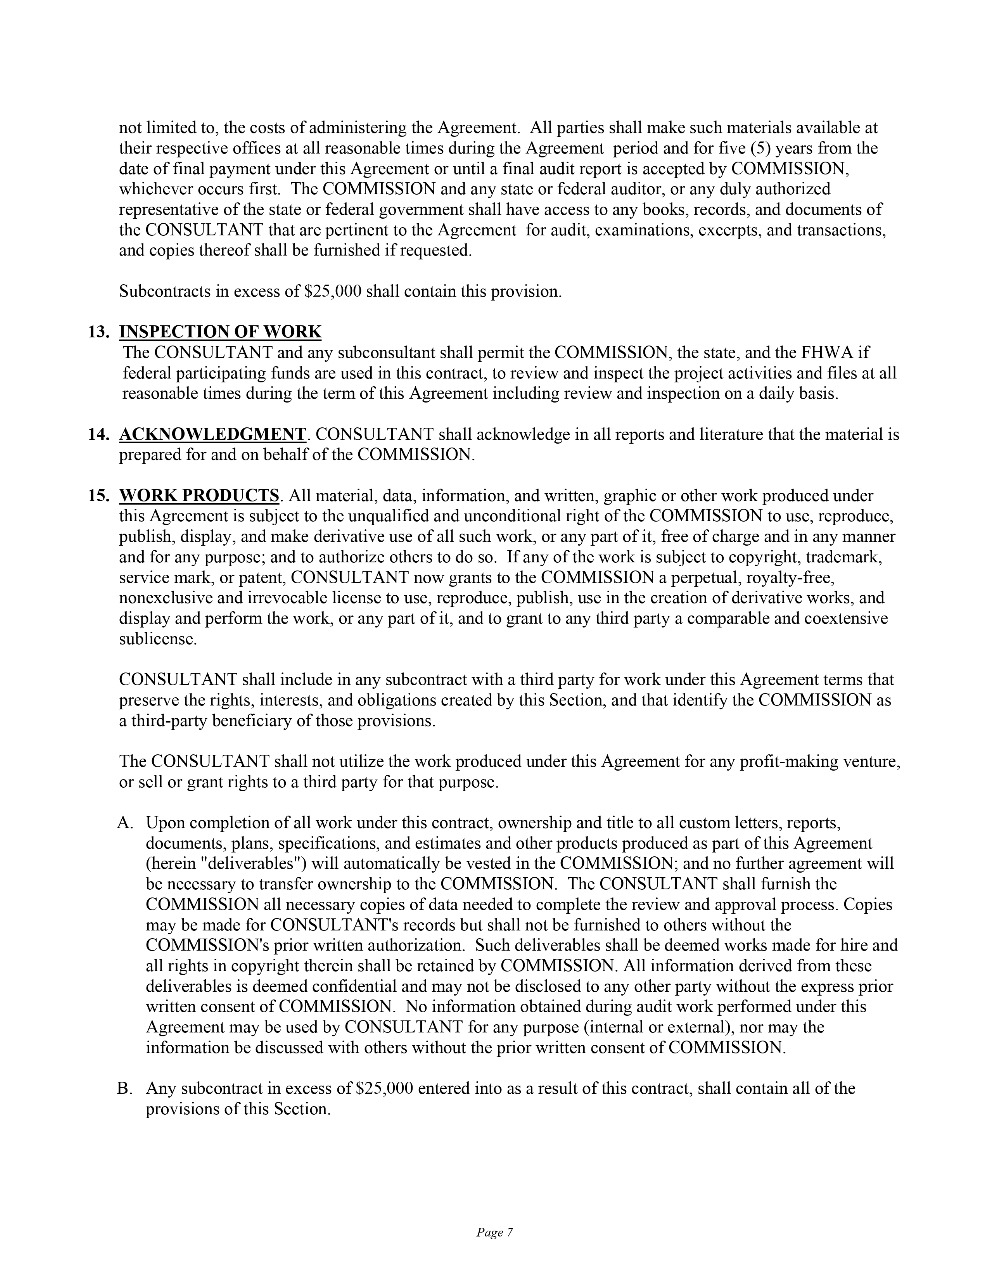 not limited to, the costs of administering the Agreement.  All parties shall make such materials available at
their respective offices at all reasonable times during the Agreement  period and for five (5) years from the
date of final payment under this Agreement or until a final audit report is accepted by COMMISSION,
whichever occurs first.  The COMMISSION and any state or federal auditor, or any duly authorized
representative of the state or federal government shall have access to any books, records, and documents of
the CONSULTANT that are pertinent to the Agreement  for audit, examinations, excerpts, and transactions,
and copies thereof shall be furnished if requested.
Subcontracts in excess of $25,000 shall contain this provision.
13. INSPECTION OF WORK
The CONSULTANT and any subconsultant shall permit the COMMISSION, the state, and the FHWA if
federal participating funds are used in this contract, to review and inspect the project activities and files at all
reasonable times during the term of this Agreement including review and inspection on a daily basis.
14. ACKNOWLEDGMENT. CONSULTANT shall acknowledge in all reports and literature that the material is
prepared for and on behalf of the COMMISSION.
15. WORK PRODUCTS. All material, data, information, and written, graphic or other work produced under
this Agreement is subject to the unqualified and unconditional right of the COMMISSION to use, reproduce,
publish, display, and make derivative use of all such work, or any part of it, free of charge and in any manner
and for any purpose; and to authorize others to do so.  If any of the work is subject to copyright, trademark,
service mark, or patent, CONSULTANT now grants to the COMMISSION a perpetual, royalty-free,
nonexclusive and irrevocable license to use, reproduce, publish, use in the creation of derivative works, and
display and perform the work, or any part of it, and to grant to any third party a comparable and coextensive
sublicense.
CONSULTANT shall include in any subcontract with a third party for work under this Agreement terms that
preserve the rights, interests, and obligations created by this Section, and that identify the COMMISSION as
a third-party beneficiary of those provisions.
The CONSULTANT shall not utilize the work produced under this Agreement for any profit-making venture,
or sell or grant rights to a third party for that purpose.
A. Upon completion of all work under this contract, ownership and title to all custom letters, reports,
documents, plans, specifications, and estimates and other products produced as part of this Agreement
(herein "deliverables") will automatically be vested in the COMMISSION; and no further agreement will
be necessary to transfer ownership to the COMMISSION.  The CONSULTANT shall furnish the
COMMISSION all necessary copies of data needed to complete the review and approval process. Copies
may be made for CONSULTANT's records but shall not be furnished to others without the
COMMISSION's prior written authorization.  Such deliverables shall be deemed works made for hire and
all rights in copyright therein shall be retained by COMMISSION. All information derived from these
deliverables is deemed confidential and may not be disclosed to any other party without the express prior
written consent of COMMISSION.  No information obtained during audit work performed under this
Agreement may be used by CONSULTANT for any purpose (internal or external), nor may the
information be discussed with others without the prior written consent of COMMISSION.
B. Any subcontract in excess of $25,000 entered into as a result of this contract, shall contain all of the
provisions of this Section.
Page 7